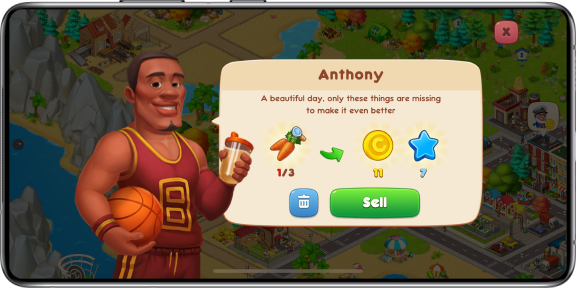 Anthony
A beautiful day, only these things are missing
to make it even better
1/3
11
7
Sell
B